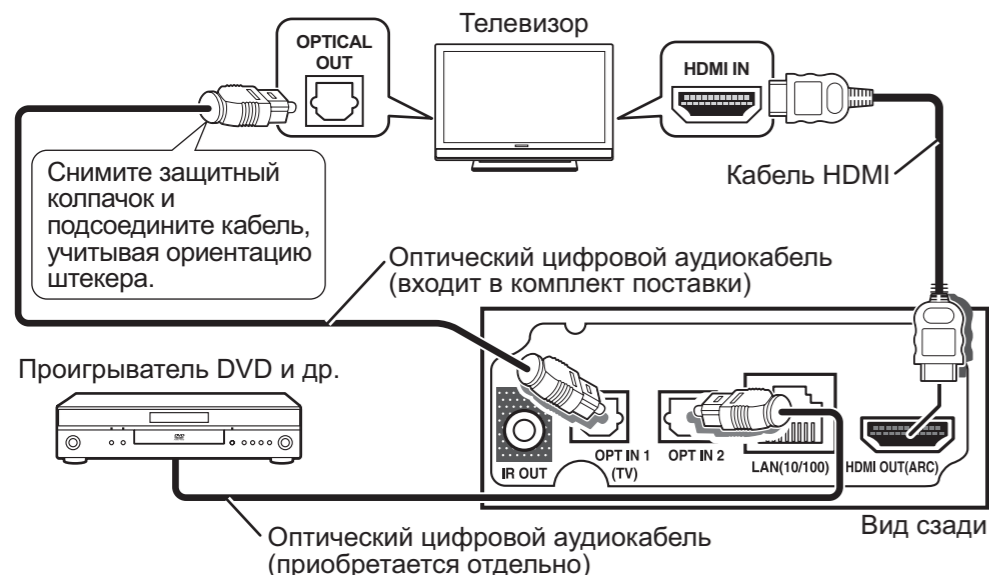 Телевизор
OPTICAL
OUT
HDMI IN
Снимите защитный
колпачок и
подсоедините кабель,
учитывая ориентацию
штекера.
Кабель HDMI
Оптический цифровой аудиокабель
(входит в комплект поставки)
Проигрыватель DVD и др.
IR OUT
OPT IN 1
(TV)
OPT IN 2
LAN(10/100)
HDMI OUT(ARC)
Вид сзади
Оптический цифровой аудиокабель
(приобретается отдельно)